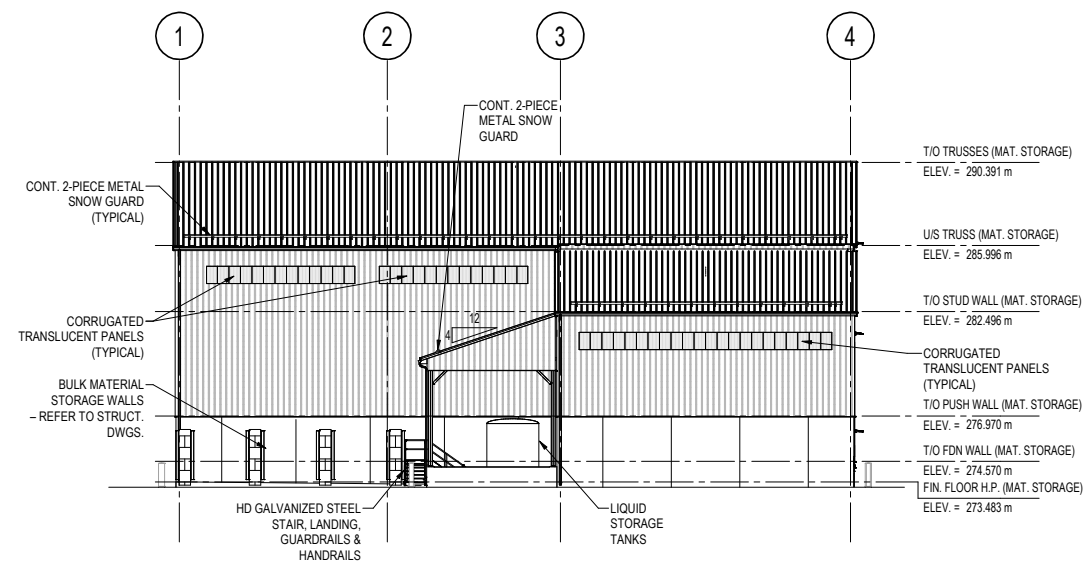 1
2
3
4
CONT. 2-PIECE
METAL SNOW
GUARD
CONT. 2-PIECE METAL
SNOW GUARD
(TYPICAL)
CORRUGATED
TRANSLUCENT PANELS
(TYPICAL)
BULK MATERIAL
STORAGE WALLS
– REFER TO STRUCT.
DWGS.
12
4
HD GALVANIZED STEEL
STAIR, LANDING,
GUARDRAILS &
HANDRAILS
LIQUID
STORAGE
TANKS
T/O TRUSSES (MAT. STORAGE)
ELEV. = 290.391 m
U/S TRUSS (MAT. STORAGE)
ELEV. = 285.996 m
T/O STUD WALL (MAT. STORAGE)
ELEV. = 282.496 m
CORRUGATED
TRANSLUCENT PANELS
(TYPICAL)
T/O PUSH WALL (MAT. STORAGE)
ELEV. = 276.970 m
T/O FDN WALL (MAT. STORAGE)
ELEV. = 274.570 m
FIN. FLOOR H.P. (MAT. STORAGE)
ELEV. = 273.483 m